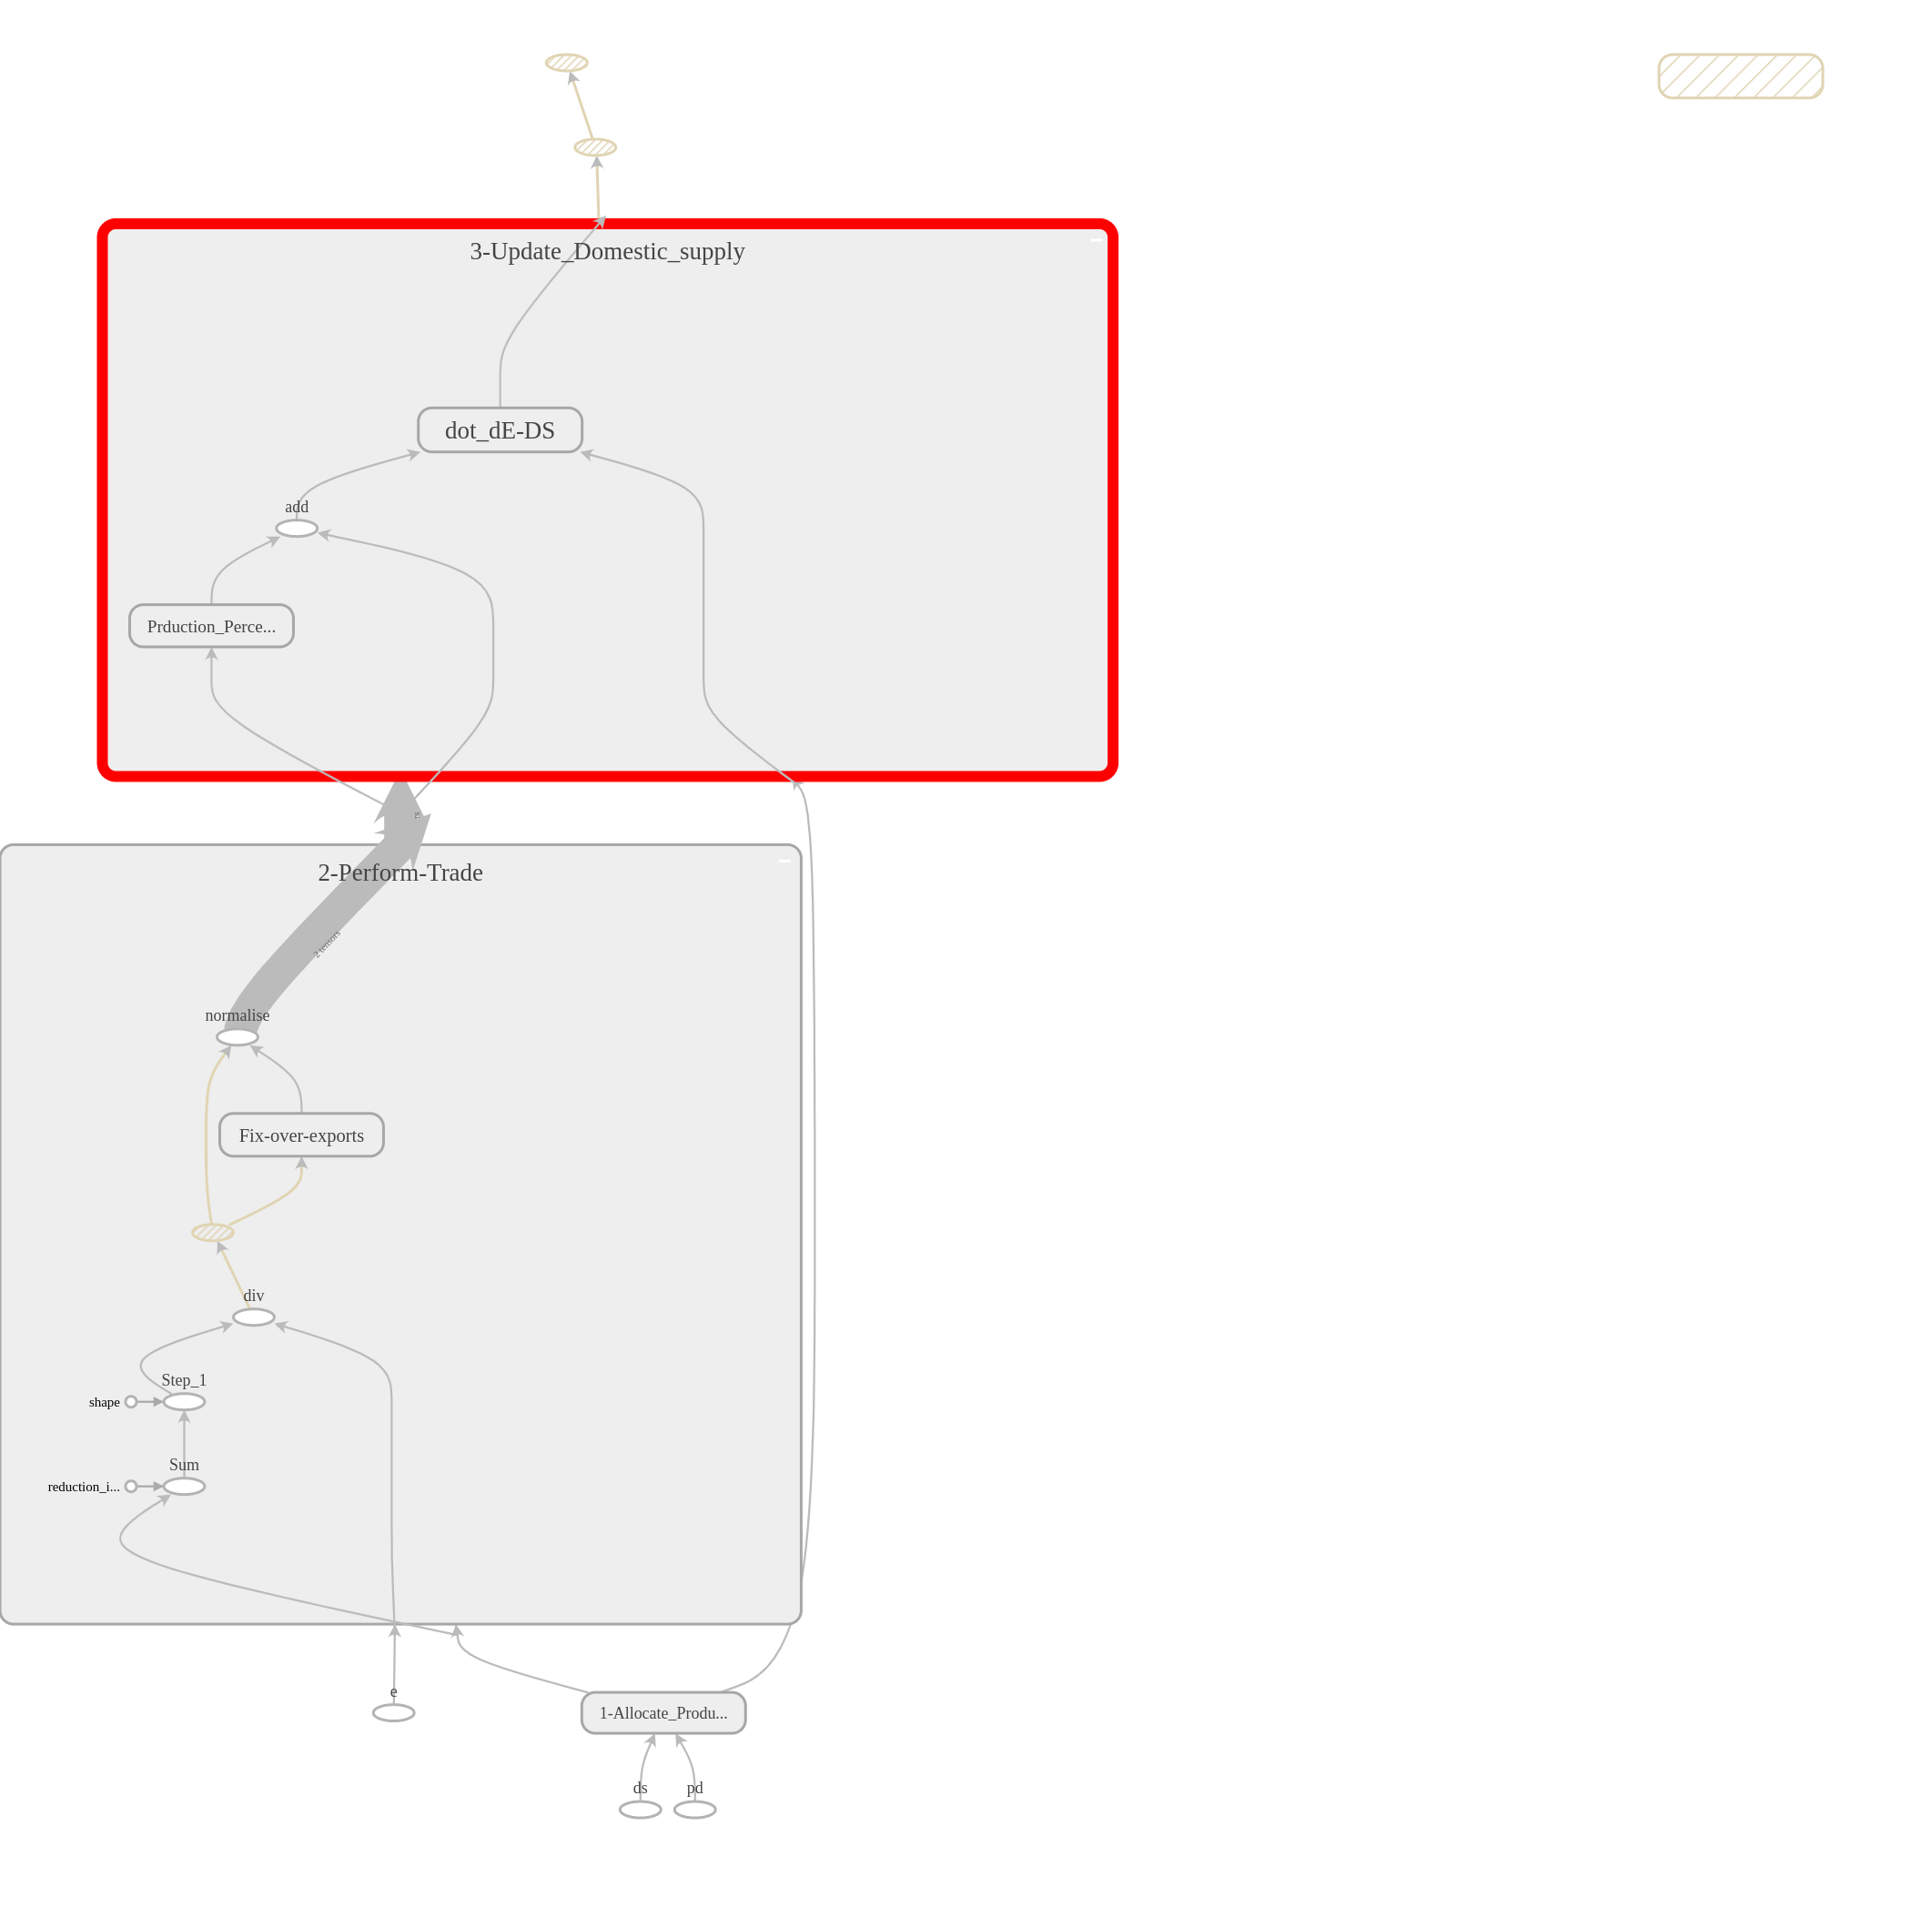 3-Update_Domestic_supply
dot_dE-DS
add
Prduction_Perce...
2-Perform-Trade
2 tensors
normalise
Fix-over-exports
div
Step_1
shape
Sum
reduction_i...
e
1-Allocate_Produ...
ds
pd